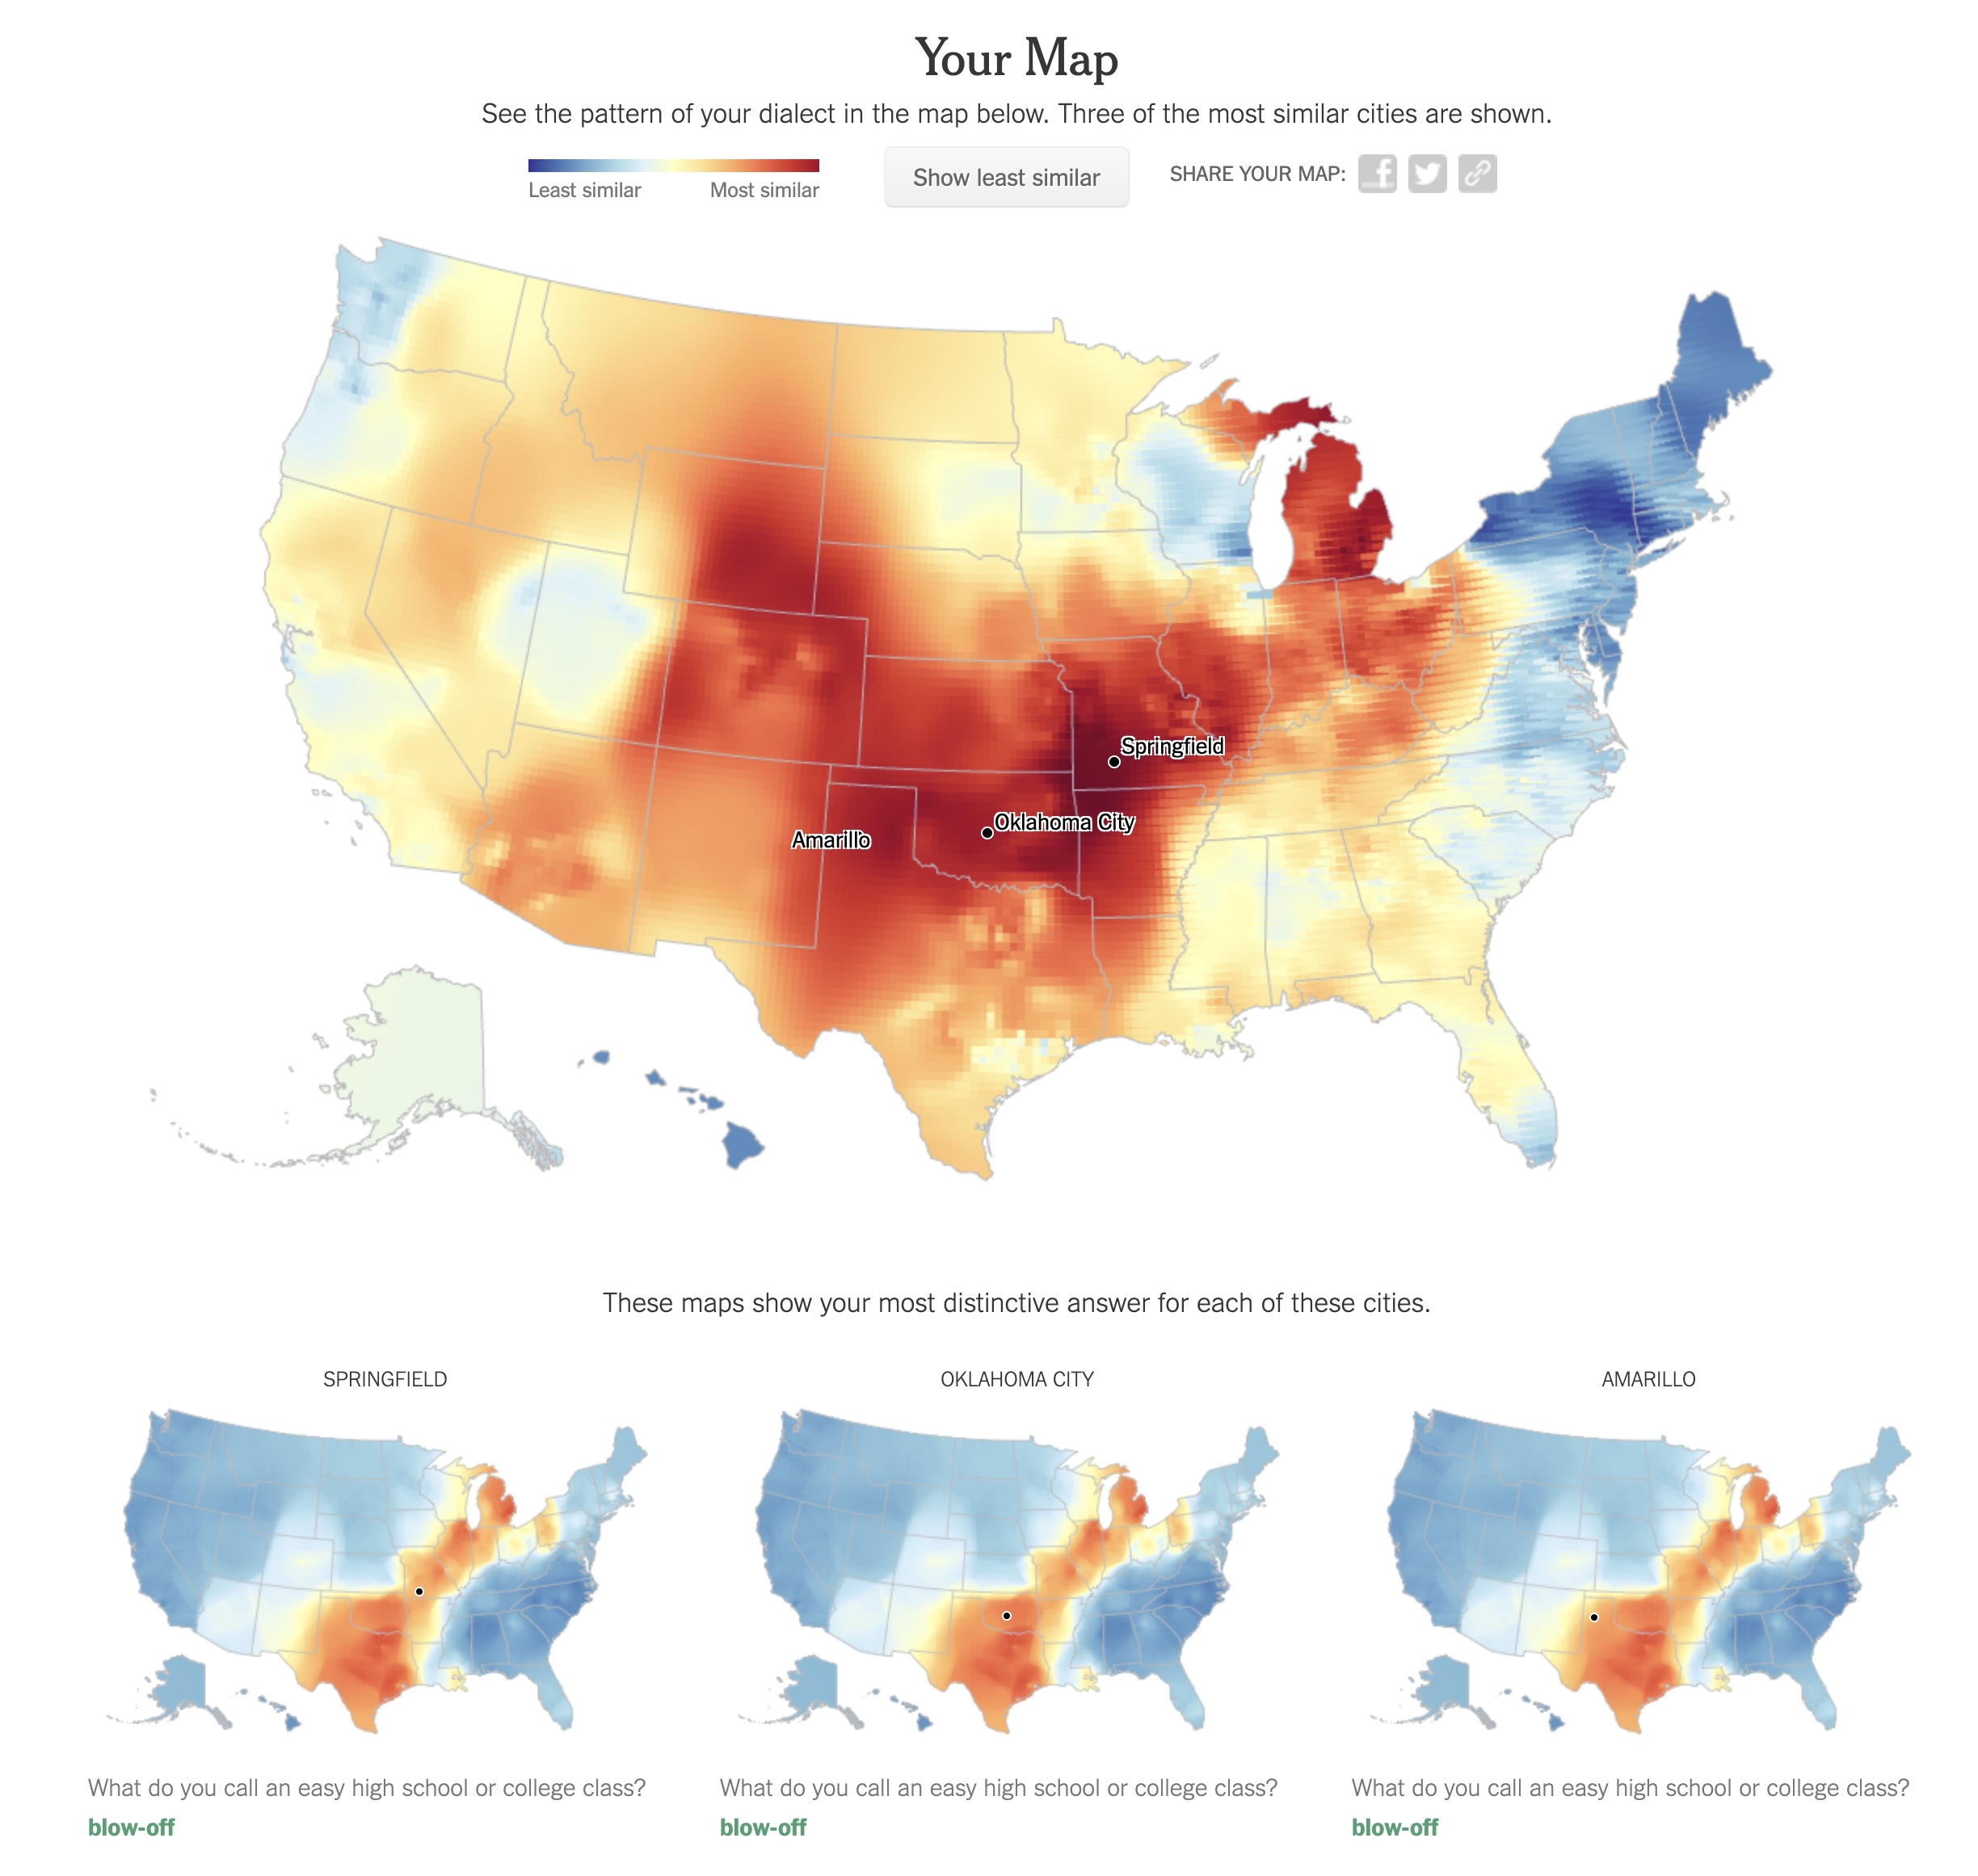 Your Map
See the pattern of your dialect in the map below. Three of the most similar cities are shown.
Least similar Most similar
Show least similar
SHARE YOUR MAP:
Springfield
Oklahoma City
Amarillo
These maps show your most distinctive answer for each of these cities.
SPRINGFIELD
OKLAHOMA CITY
AMARILLO
What do you call an easy high school or college class?
blow-off
What do you call an easy high school or college class?
blow-off
What do you call an easy high school or college class?
blow-off